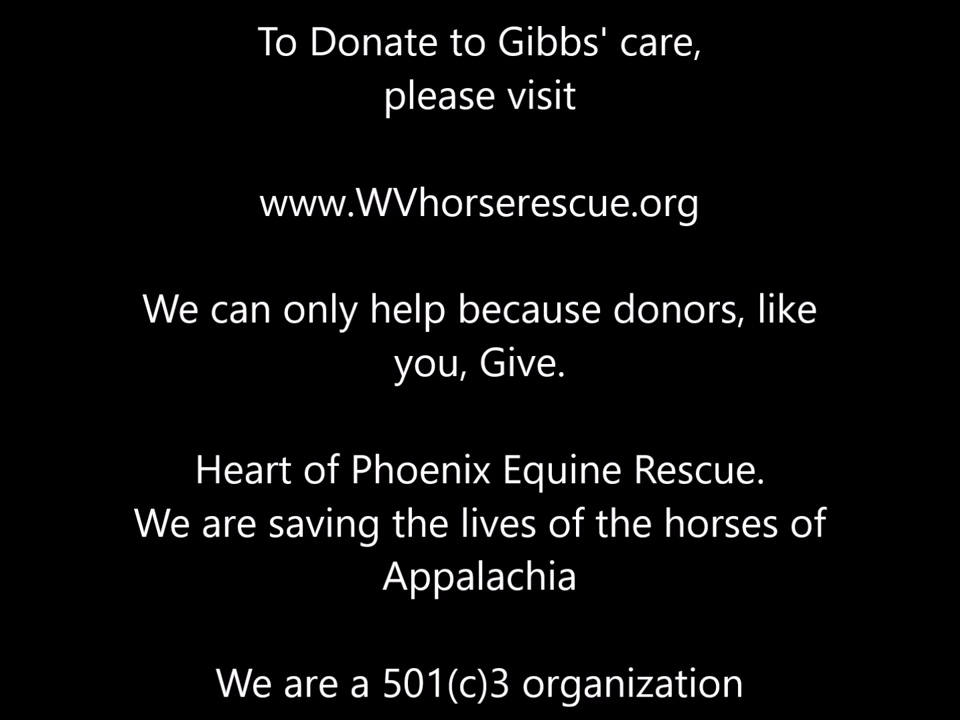 To Donate to Gibbs' care,
please visit
www.WVhorserescue.org
We can only help because donors, like
you, Give.
Heart of Phoenix Equine Rescue.
We are saving the lives of the horses of
Appalachia
We are a 501(c)3 organization